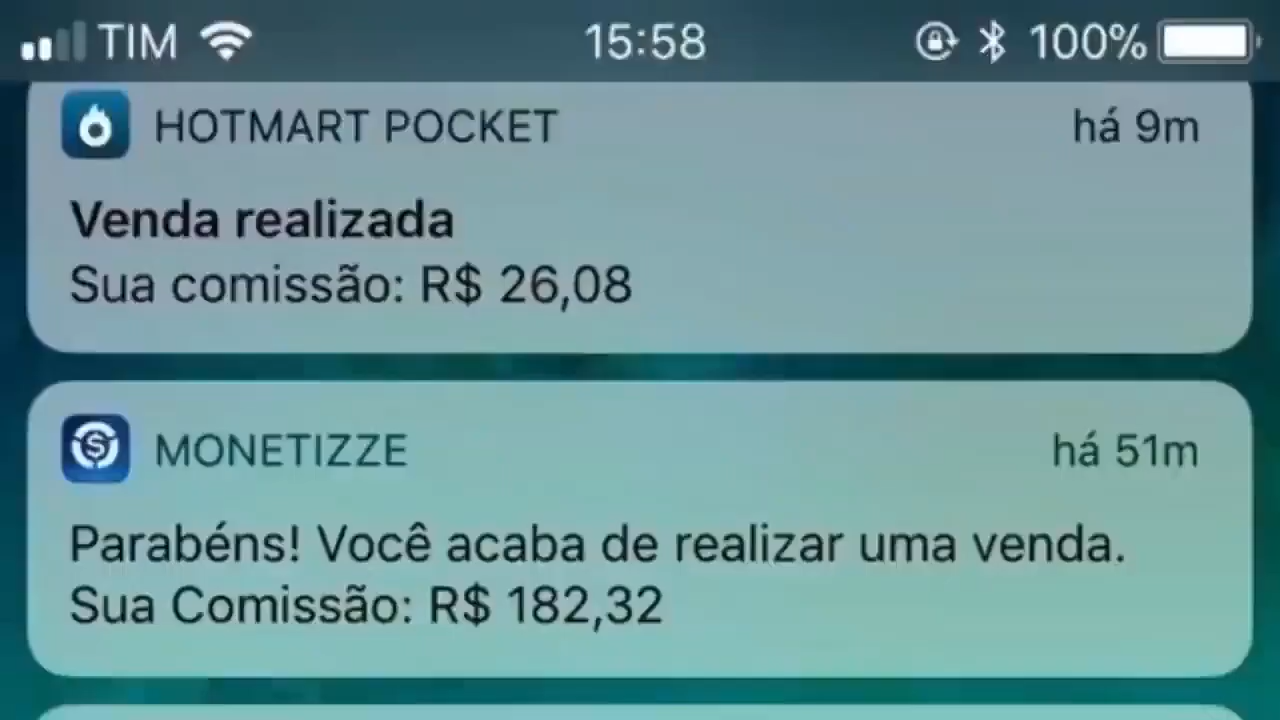 TIM 15:58 100%
HOTMART POCKET há 9m
Venda realizada
Sua comissão: R$ 26,08
MONETIZZE há 51m
Parabéns! Você acaba de realizar uma venda.
Sua Comissão: R$ 182,32